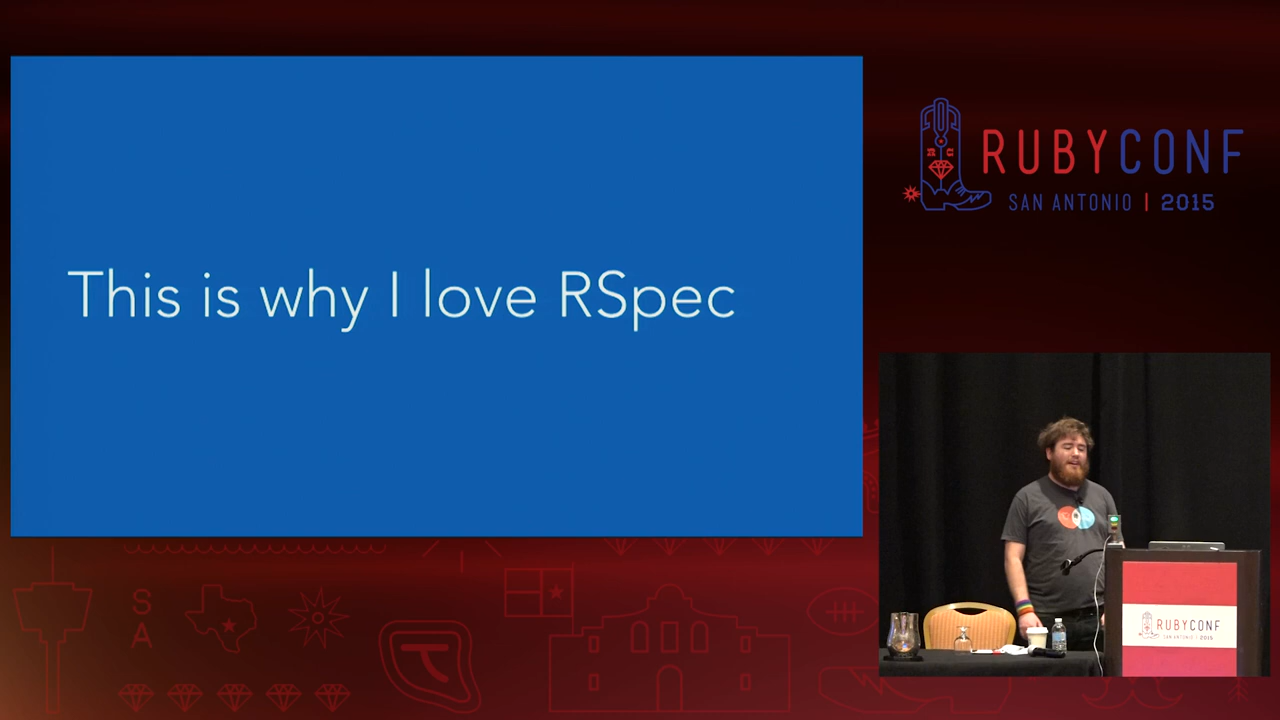 This is why I love RSpec
RUBYCONF
SAN ANTONIO | 2015
S
A
RUBYCONF
SAN ANTONIO | 2015